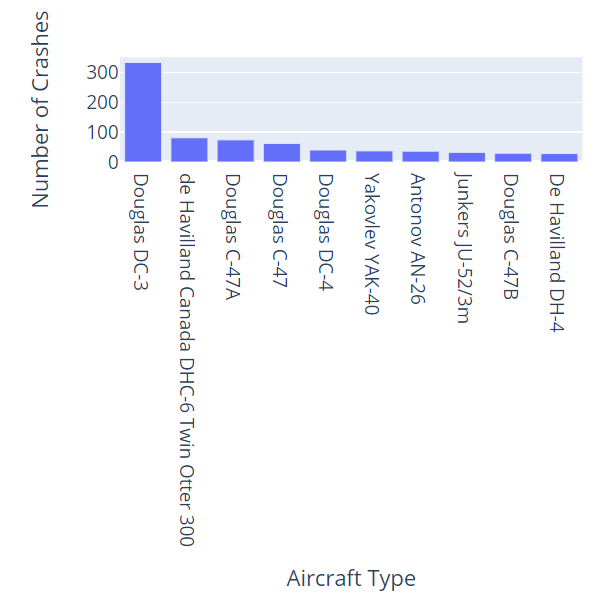 Number of Crashes
300
200
100
0
Douglas DC-3
de Havilland Canada DHC-6 Twin Otter 300
Douglas C-47A
Douglas C-47
Douglas DC-4
Yakovlev YAK-40
Antonov AN-26
Junkers JU-52/3m
Douglas C-47B
De Havilland DH-4
Aircraft Type